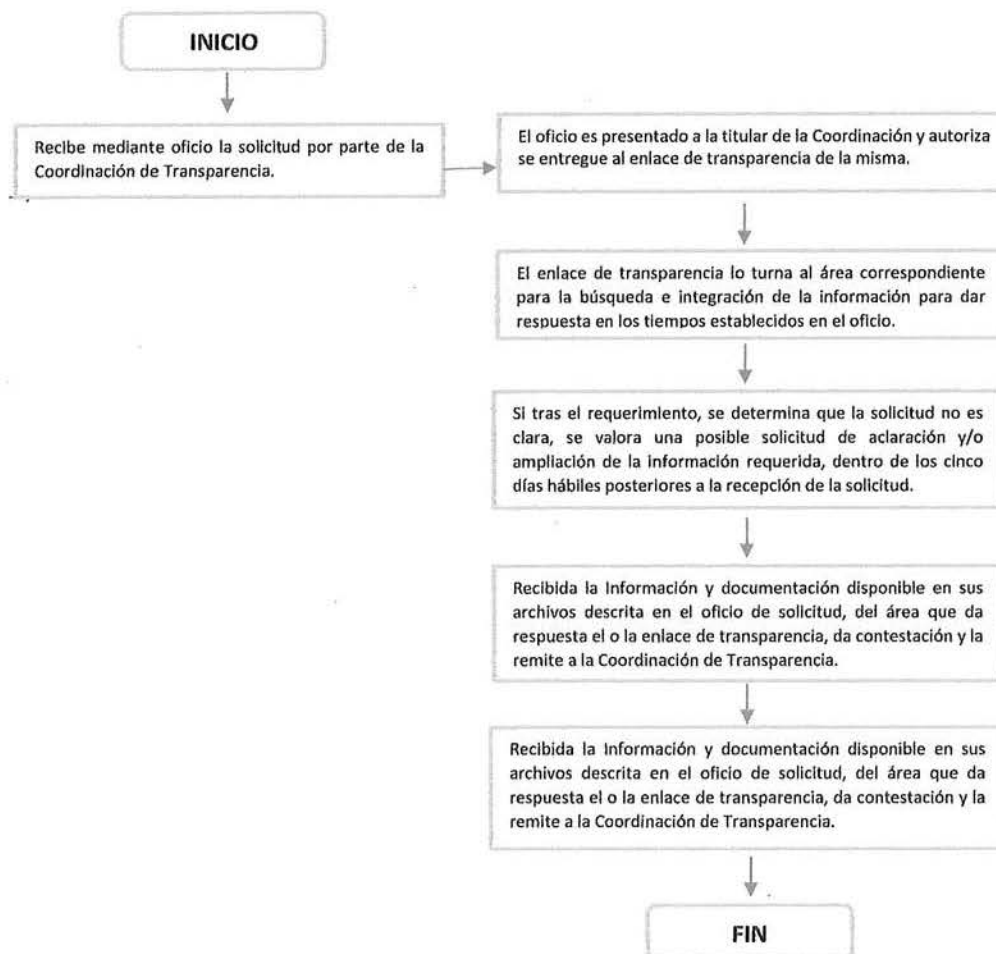 INICIO
Recibe mediante oficio la solicitud por parte de la
Coordinación de Transparencia.
El oficio es presentado a la titular de la Coordinación y autoriza
se entregue al enlace de transparencia de la misma.
El enlace de transparencia lo turna al área correspondiente
para la búsqueda e integración de la información para dar
respuesta en los tiempos establecidos en el oficio.
Si tras el requerimiento, se determina que la solicitud no es
clara, se valora una posible solicitud de aclaración y/o
ampliación de la información requerida, dentro de los cinco
días hábiles posteriores a la recepción de la solicitud.
Recibida la Información y documentación disponible en sus
archivos descrita en el oficio de solicitud, del área que da
respuesta el o la enlace de transparencia, da contestación y la
remite a la Coordinación de Transparencia.
Recibida la Información y documentación disponible en sus
archivos descrita en el oficio de solicitud, del área que da
respuesta el o la enlace de transparencia, da contestación y la
remite a la Coordinación de Transparencia.
FIN